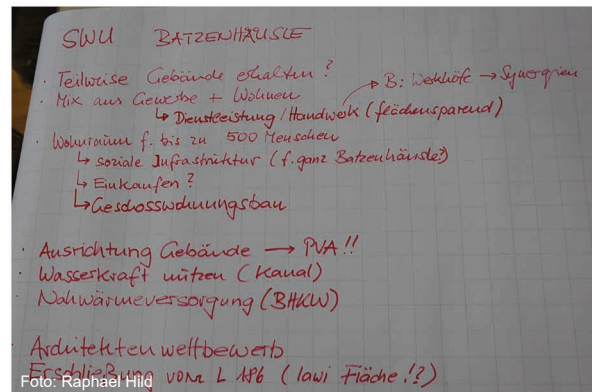 SWU BATZENHÄUSLE
· Teilweise Gebäude erhalten?
· Mix aus Gewerbe + Wohnen → B: Werkhöfe → Synergien
↳ Dienstleistung/Handwerk (flächensparend)
· Wohnraum f. bis zu 500 Menschen
↳ soziale Infrastruktur (f. ganz Batzenhäusle?)
↳ Einkaufen?
↳ Geschosswohnungsbau
· Ausrichtung Gebäude → PVA!!
· Wasserkraft nutzen (Kanal)
· Nahwärmeversorgung (BHKW)
· Architektenwettbewerb
· Erschließung von L 186 (lawi Fläche!?)
Foto: Raphael Hild